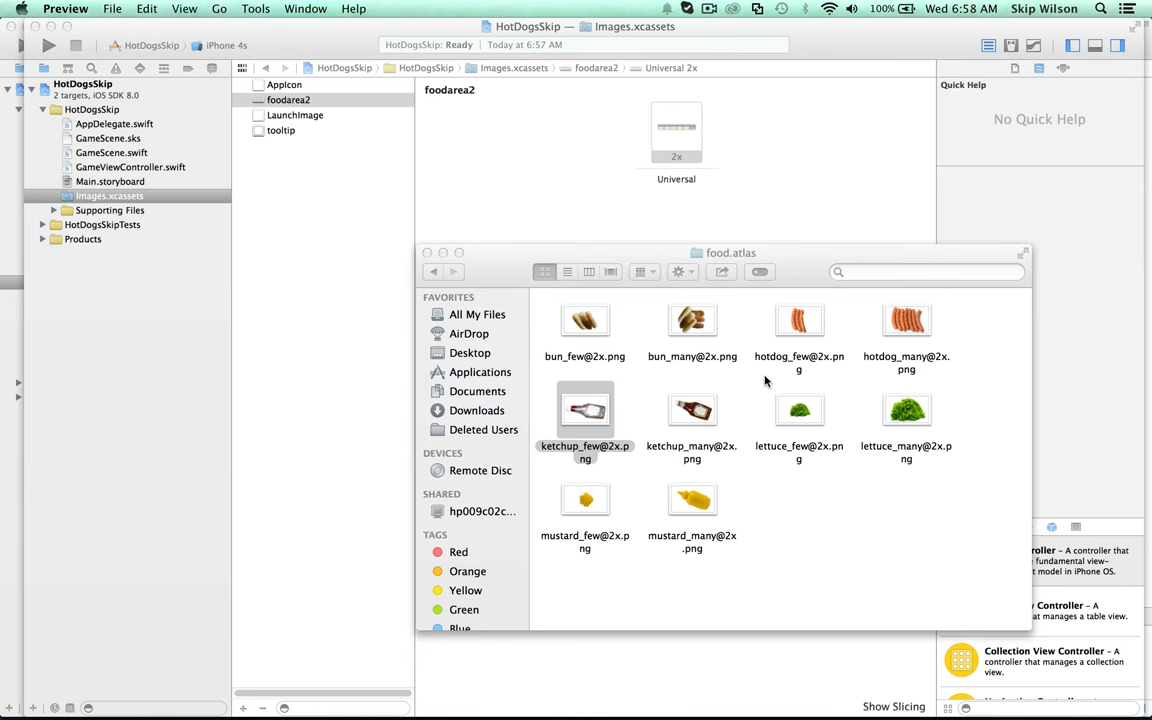 Preview File Edit View Go Tools Window Help 100% Wed 6:58 AM Skip Wilson
HotDogsSkip — Images.xcassets
HotDogsSkip iPhone 4s HotDogsSkip: Ready Today at 6:57 AM
HotDogsSkip HotDogsSkip Images.xcassets foodarea2 Universal 2x
HotDogsSkip
2 targets, iOS SDK 8.0
HotDogsSkip
AppDelegate.swift
GameScene.sks
GameScene.swift
GameViewController.swift
Main.storyboard
Images.xcassets
Supporting Files
HotDogsSkipTests
Products
AppIcon
foodarea2
LaunchImage
tooltip
foodarea2
2x
Universal
Quick Help
No Quick Help
food.atlas
FAVORITES
All My Files
AirDrop
Desktop
Applications
Documents
Downloads
Deleted Users
DEVICES
Remote Disc
SHARED
hp009c02c...
TAGS
Red
Orange
Yellow
Green
Blue
bun_few@2x.png
bun_many@2x.png
hotdog_few@2x.pn
g
hotdog_many@2x.
png
ketchup_few@2x.p
ng
ketchup_many@2x.
png
lettuce_few@2x.pn
g
lettuce_many@2x.p
ng
mustard_few@2x.p
ng
mustard_many@2x
.png
roller – A controller that
fundamental view-
model in iPhone OS.
Controller – A
at manages a table view.
Collection View Controller – A
controller that manages a collection
view.
Show Slicing